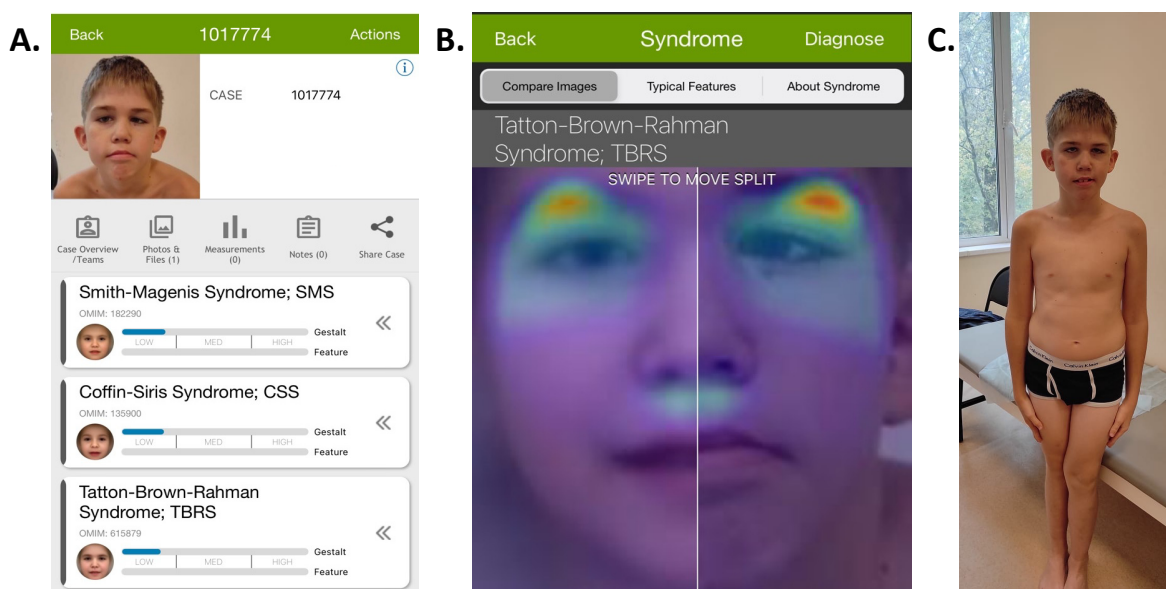 A.
Back 1017774 Actions
CASE 1017774
Case Overview
/Teams
Photos &
Files (1)
Measurements
(0)
Notes (0)
Share Case
Smith-Magenis Syndrome; SMS
OMIM: 182290
Gestalt
LOW MED HIGH
Feature
Coffin-Siris Syndrome; CSS
OMIM: 135900
Gestalt
LOW MED HIGH
Feature
Tatton-Brown-Rahman
Syndrome; TBRS
OMIM: 615879
Gestalt
LOW MED HIGH
Feature
B.
Back Syndrome Diagnose
Compare Images Typical Features About Syndrome
Tatton-Brown-Rahman
Syndrome; TBRS
SWIPE TO MOVE SPLIT
C.
Calvin Klein